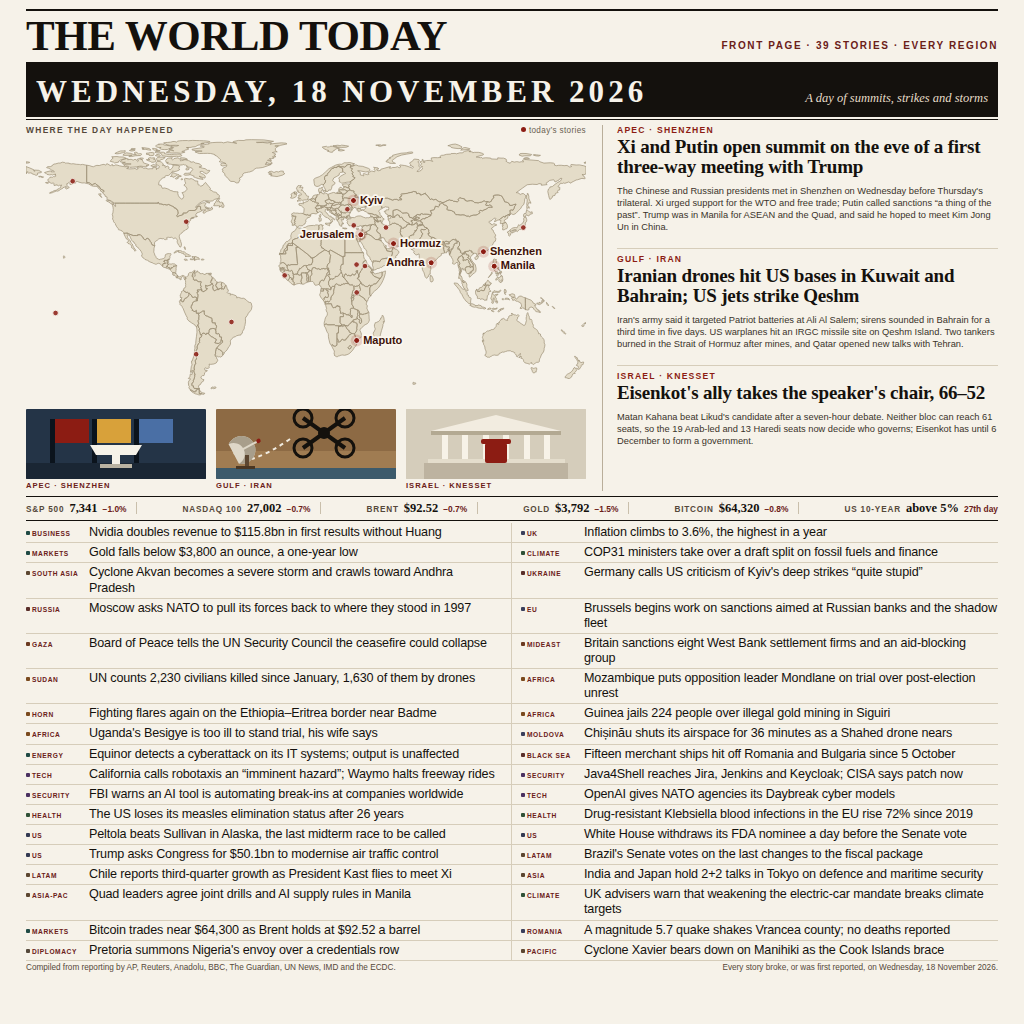 THE WORLD TODAY
FRONT PAGE · 39 STORIES · EVERY REGION
WEDNESDAY, 18 NOVEMBER 2026
A day of summits, strikes and storms
WHERE THE DAY HAPPENED
today's stories
Kyiv
Jerusalem
Hormuz
Andhra
Shenzhen
Manila
Maputo
APEC · SHENZHEN
GULF · IRAN
ISRAEL · KNESSET
APEC · SHENZHEN
Xi and Putin open summit on the eve of a first
three-way meeting with Trump
The Chinese and Russian presidents met in Shenzhen on Wednesday before Thursday's
trilateral. Xi urged support for the WTO and free trade; Putin called sanctions “a thing of the
past”. Trump was in Manila for ASEAN and the Quad, and said he hoped to meet Kim Jong
Un in China.
GULF · IRAN
Iranian drones hit US bases in Kuwait and
Bahrain; US jets strike Qeshm
Iran's army said it targeted Patriot batteries at Ali Al Salem; sirens sounded in Bahrain for a
third time in five days. US warplanes hit an IRGC missile site on Qeshm Island. Two tankers
burned in the Strait of Hormuz after mines, and Qatar opened new talks with Tehran.
ISRAEL · KNESSET
Eisenkot's ally takes the speaker's chair, 66–52
Matan Kahana beat Likud's candidate after a seven-hour debate. Neither bloc can reach 61
seats, so the 19 Arab-led and 13 Haredi seats now decide who governs; Eisenkot has until 6
December to form a government.
S&P 500 7,341 −1.0%
NASDAQ 100 27,002 −0.7%
BRENT $92.52 −0.7%
GOLD $3,792 −1.5%
BITCOIN $64,320 −0.8%
US 10-YEAR above 5% 27th day
BUSINESS Nvidia doubles revenue to $115.8bn in first results without Huang
UK Inflation climbs to 3.6%, the highest in a year
MARKETS Gold falls below $3,800 an ounce, a one-year low
CLIMATE COP31 ministers take over a draft split on fossil fuels and finance
SOUTH ASIA Cyclone Akvan becomes a severe storm and crawls toward Andhra
Pradesh
UKRAINE Germany calls US criticism of Kyiv's deep strikes “quite stupid”
RUSSIA Moscow asks NATO to pull its forces back to where they stood in 1997
EU Brussels begins work on sanctions aimed at Russian banks and the shadow
fleet
GAZA Board of Peace tells the UN Security Council the ceasefire could collapse
MIDEAST Britain sanctions eight West Bank settlement firms and an aid-blocking
group
SUDAN UN counts 2,230 civilians killed since January, 1,630 of them by drones
AFRICA Mozambique puts opposition leader Mondlane on trial over post-election
unrest
HORN Fighting flares again on the Ethiopia–Eritrea border near Badme
AFRICA Guinea jails 224 people over illegal gold mining in Siguiri
AFRICA Uganda's Besigye is too ill to stand trial, his wife says
MOLDOVA Chișinău shuts its airspace for 36 minutes as a Shahed drone nears
ENERGY Equinor detects a cyberattack on its IT systems; output is unaffected
BLACK SEA Fifteen merchant ships hit off Romania and Bulgaria since 5 October
TECH California calls robotaxis an “imminent hazard”; Waymo halts freeway rides
SECURITY Java4Shell reaches Jira, Jenkins and Keycloak; CISA says patch now
SECURITY FBI warns an AI tool is automating break-ins at companies worldwide
TECH OpenAI gives NATO agencies its Daybreak cyber models
HEALTH The US loses its measles elimination status after 26 years
HEALTH Drug-resistant Klebsiella blood infections in the EU rise 72% since 2019
US Peltola beats Sullivan in Alaska, the last midterm race to be called
US White House withdraws its FDA nominee a day before the Senate vote
US Trump asks Congress for $50.1bn to modernise air traffic control
LATAM Brazil's Senate votes on the last changes to the fiscal package
LATAM Chile reports third-quarter growth as President Kast flies to meet Xi
ASIA India and Japan hold 2+2 talks in Tokyo on defence and maritime security
ASIA-PAC Quad leaders agree joint drills and AI supply rules in Manila
CLIMATE UK advisers warn that weakening the electric-car mandate breaks climate
targets
MARKETS Bitcoin trades near $64,300 as Brent holds at $92.52 a barrel
ROMANIA A magnitude 5.7 quake shakes Vrancea county; no deaths reported
DIPLOMACY Pretoria summons Nigeria's envoy over a credentials row
PACIFIC Cyclone Xavier bears down on Manihiki as the Cook Islands brace
Compiled from reporting by AP, Reuters, Anadolu, BBC, The Guardian, UN News, IMD and the ECDC.
Every story broke, or was first reported, on Wednesday, 18 November 2026.